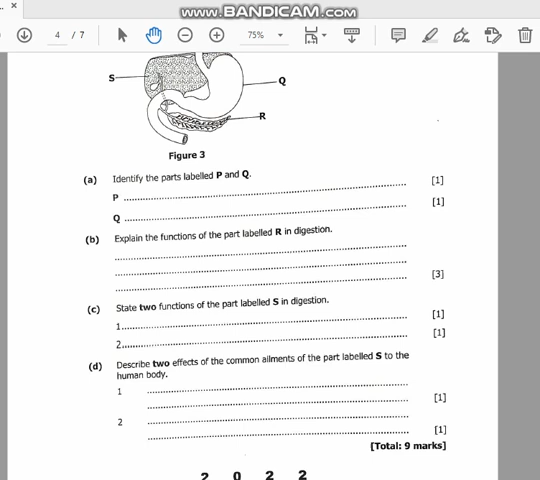 www.BANDICAM.com
4 / 7
75%
S
Q
R
Figure 3
(a) Identify the parts labelled P and Q.
P ........ [1]
Q ........ [1]
(b) Explain the functions of the part labelled R in digestion.
........
........
........ [3]
(c) State two functions of the part labelled S in digestion.
1........ [1]
2........ [1]
(d) Describe two effects of the common ailments of the part labelled S to the
human body.
1 ........
........ [1]
2 ........
........ [1]
[Total: 9 marks]
2 0 2 2